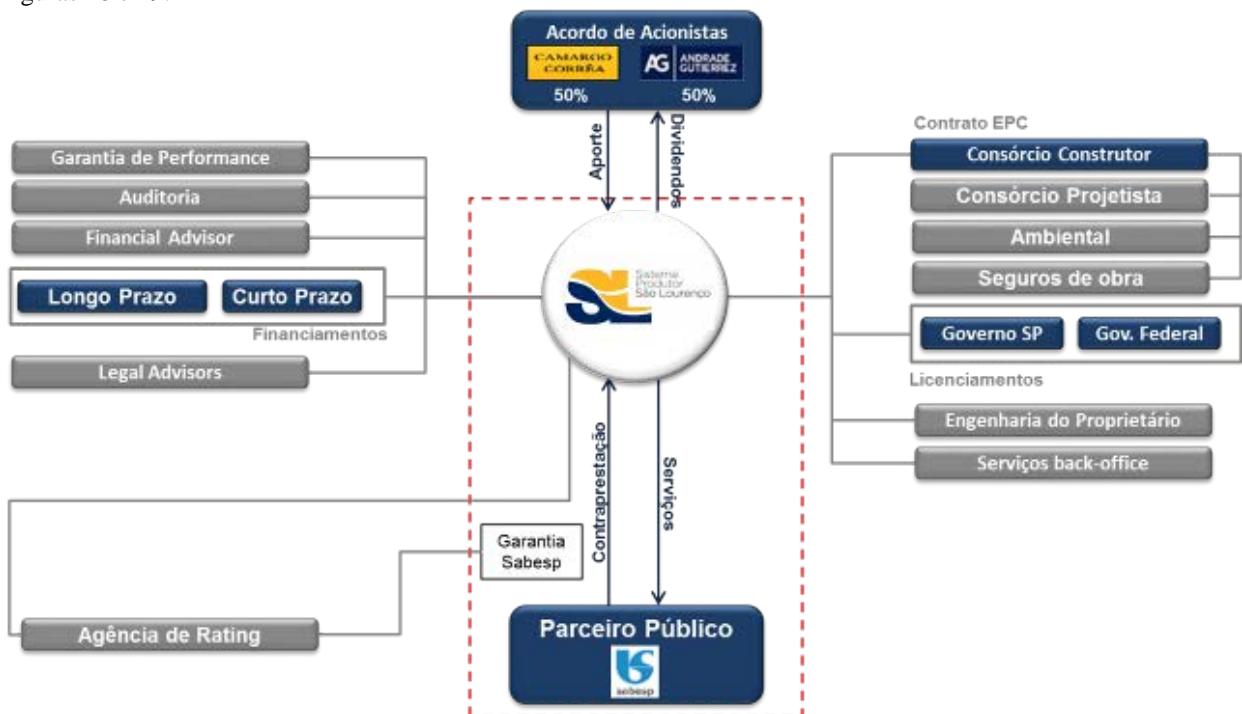 Acordo de Acionistas
CAMARGO
CORRÊA
AG ANDRADE
GUTIERREZ
50% 50%
Aporte
Dividendos
Garantia de Performance
Auditoria
Financial Advisor
Longo Prazo Curto Prazo
Financiamentos
Legal Advisors
Sistema
Produtor
São Lourenço
Contrato EPC
Consórcio Construtor
Consórcio Projetista
Ambiental
Seguros de obra
Governo SP Gov. Federal
Licenciamentos
Engenharia do Proprietário
Serviços back-office
Contraprestação
Serviços
Garantia
Sabesp
Agência de Rating
Parceiro Público
sabesp